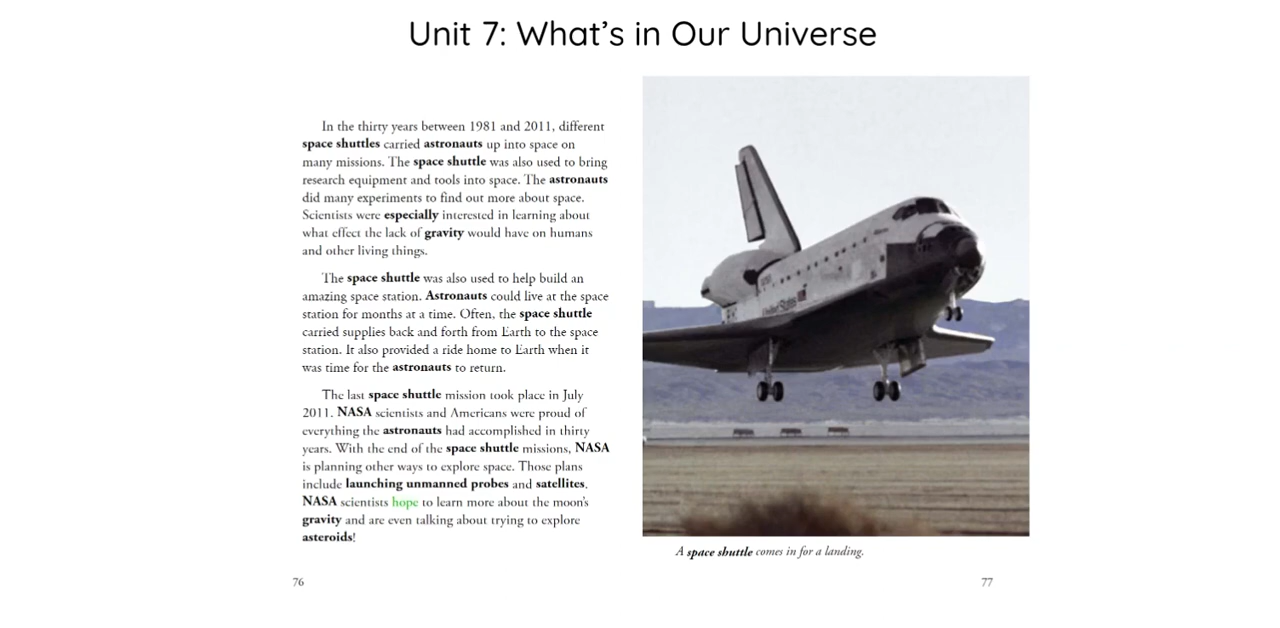 Unit 7: What's in Our Universe
In the thirty years between 1981 and 2011, different
space shuttles carried astronauts up into space on
many missions. The space shuttle was also used to bring
research equipment and tools into space. The astronauts
did many experiments to find out more about space.
Scientists were especially interested in learning about
what effect the lack of gravity would have on humans
and other living things.
The space shuttle was also used to help build an
amazing space station. Astronauts could live at the space
station for months at a time. Often, the space shuttle
carried supplies back and forth from Earth to the space
station. It also provided a ride home to Earth when it
was time for the astronauts to return.
The last space shuttle mission took place in July
2011. NASA scientists and Americans were proud of
everything the astronauts had accomplished in thirty
years. With the end of the space shuttle missions, NASA
is planning other ways to explore space. Those plans
include launching unmanned probes and satellites.
NASA scientists hope to learn more about the moon's
gravity and are even talking about trying to explore
asteroids!
76
United States
A space shuttle comes in for a landing.
77